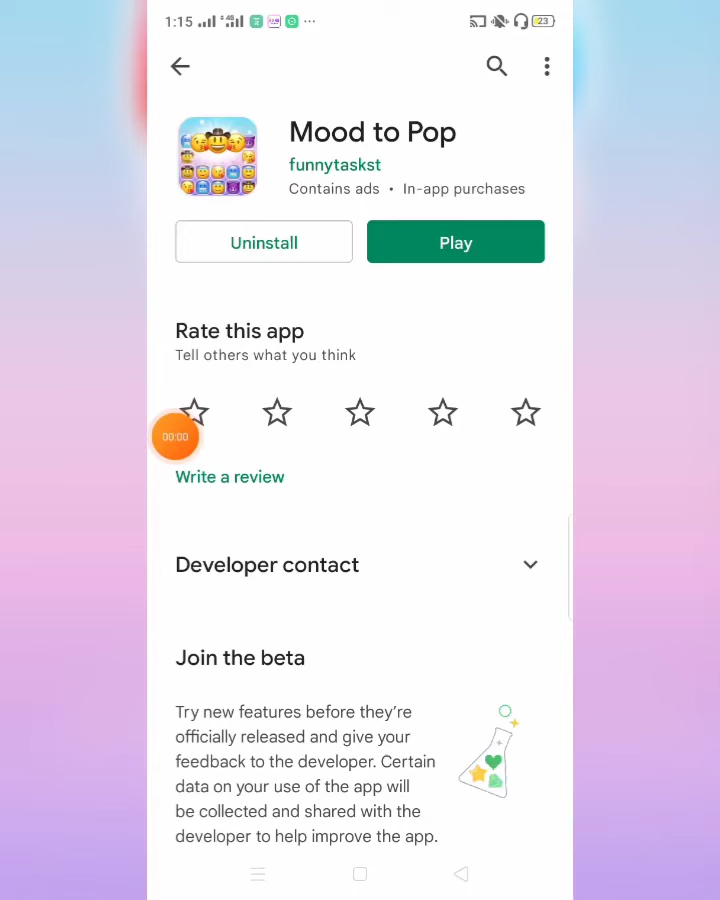 1:15 4G 23
Mood to Pop
funnytaskst
Contains ads • In-app purchases
Uninstall Play
Rate this app
Tell others what you think
00:00
Write a review
Developer contact
Join the beta
Try new features before they’re
officially released and give your
feedback to the developer. Certain
data on your use of the app will
be collected and shared with the
developer to help improve the app.